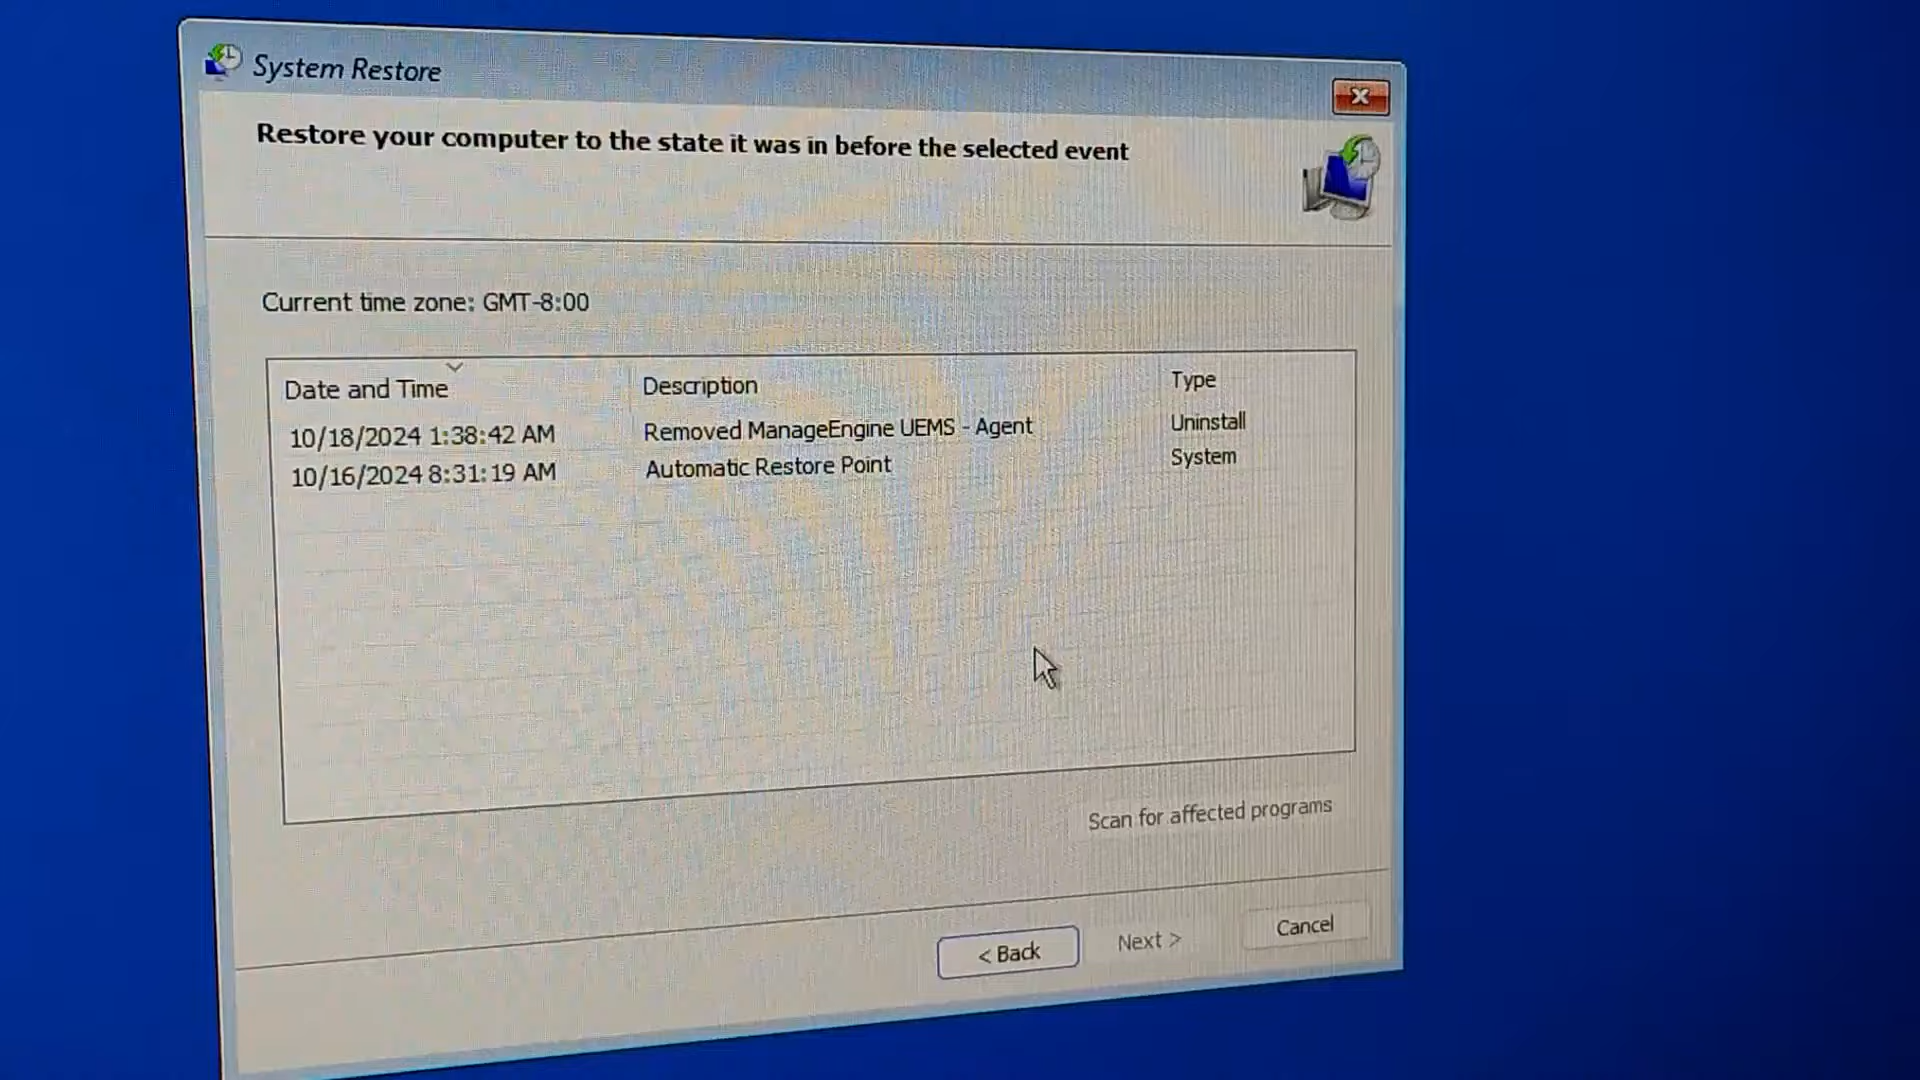 System Restore
Restore your computer to the state it was in before the selected event
Current time zone: GMT-8:00
Date and Time Description Type
10/18/2024 1:38:42 AM Removed ManageEngine UEMS - Agent Uninstall
10/16/2024 8:31:19 AM Automatic Restore Point System
Scan for affected programs
< Back Next > Cancel